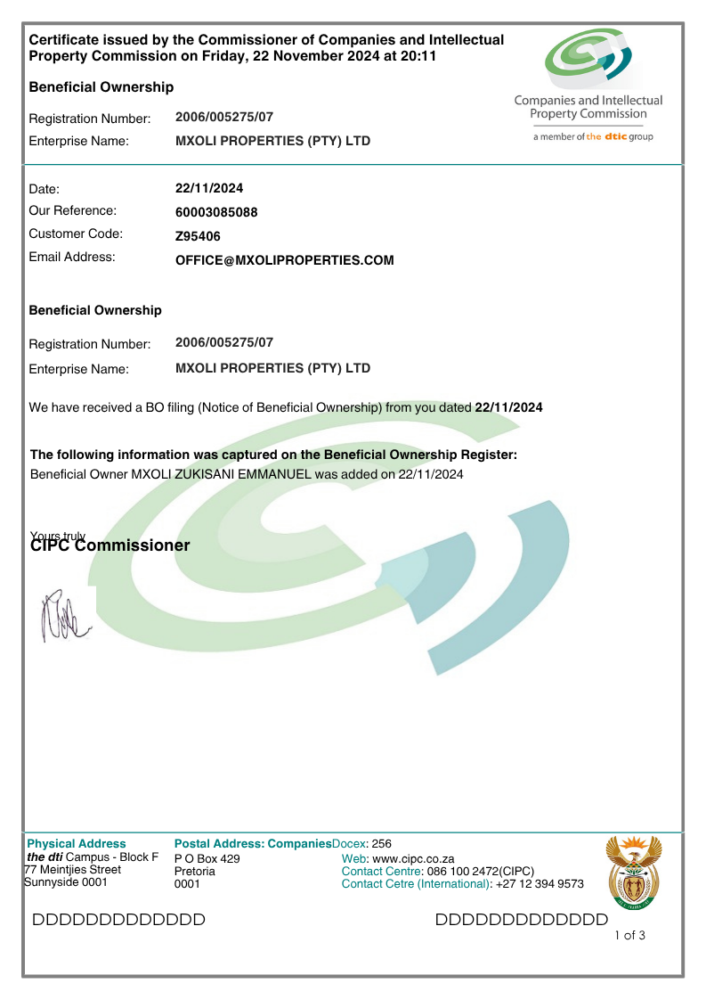 Certificate issued by the Commissioner of Companies and Intellectual
Property Commission on Friday, 22 November 2024 at 20:11
Companies and Intellectual
Property Commission
a member of the dtic group
Beneficial Ownership
Registration Number: 2006/005275/07
Enterprise Name: MXOLI PROPERTIES (PTY) LTD
Date: 22/11/2024
Our Reference: 60003085088
Customer Code: Z95406
Email Address: OFFICE@MXOLIPROPERTIES.COM
Beneficial Ownership
Registration Number: 2006/005275/07
Enterprise Name: MXOLI PROPERTIES (PTY) LTD
We have received a BO filing (Notice of Beneficial Ownership) from you dated 22/11/2024
The following information was captured on the Beneficial Ownership Register:
Beneficial Owner MXOLI ZUKISANI EMMANUEL was added on 22/11/2024
Yours truly
CIPC Commissioner
Physical Address
the dti Campus - Block F
77 Meintjies Street
Sunnyside 0001
Postal Address: Companies
P O Box 429
Pretoria
0001
Docex: 256
Web: www.cipc.co.za
Contact Centre: 086 100 2472(CIPC)
Contact Cetre (International): +27 12 394 9573
DDDDDDDDDDDDD DDDDDDDDDDDDD
1 of 3